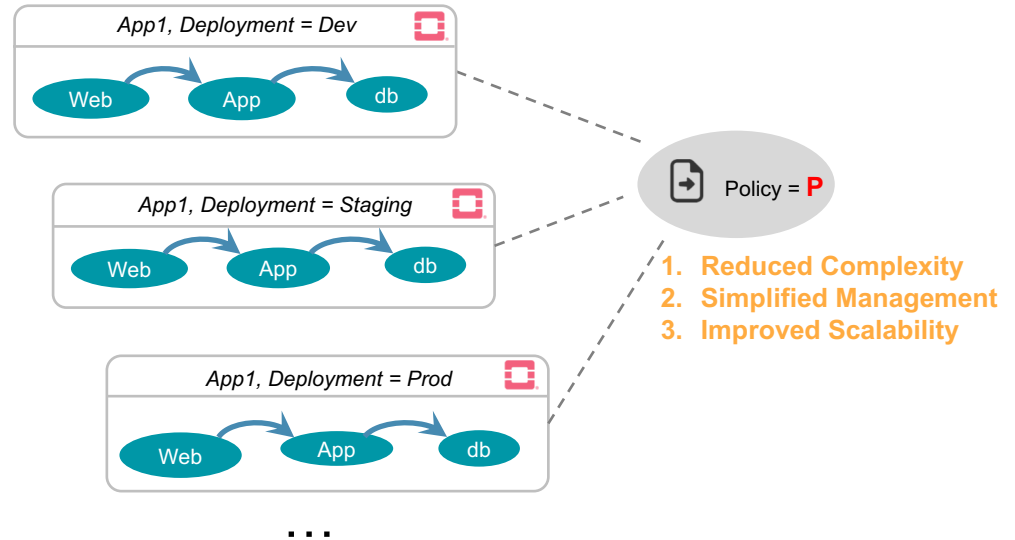 App1, Deployment = Dev
Web
App
db
App1, Deployment = Staging
Web
App
db
Policy = P
1. Reduced Complexity
2. Simplified Management
3. Improved Scalability
App1, Deployment = Prod
Web
App
db
...